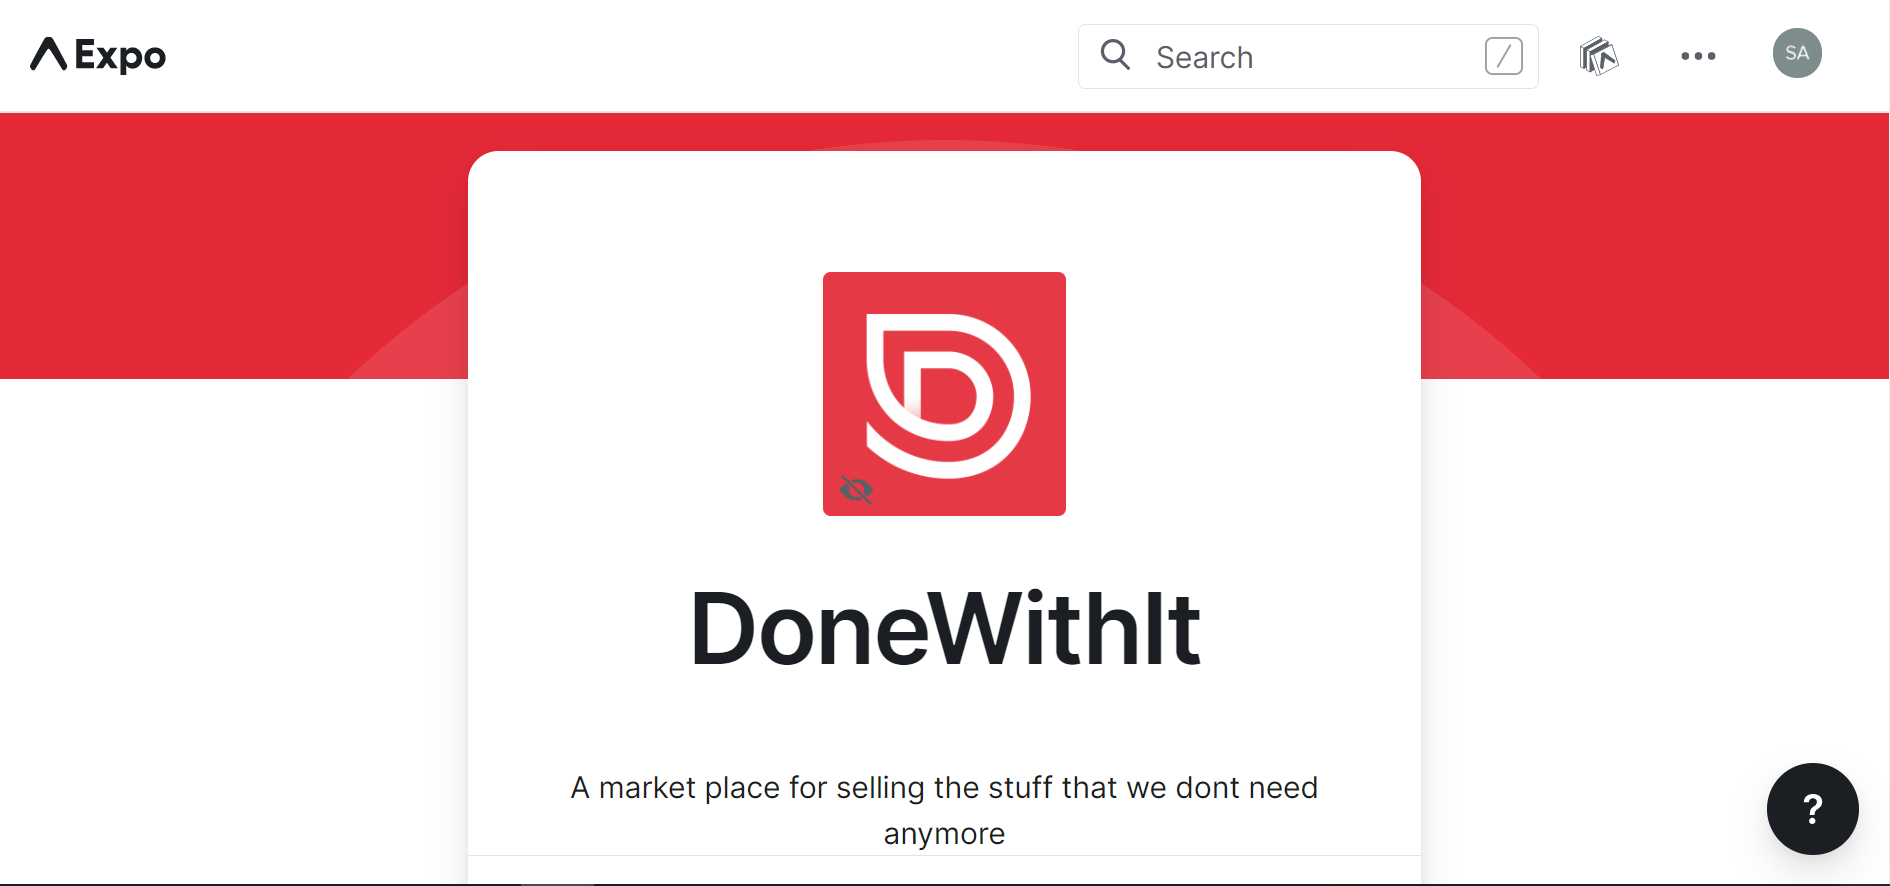 Expo
Search
/
SA
D
DoneWithIt
A market place for selling the stuff that we dont need
anymore
?